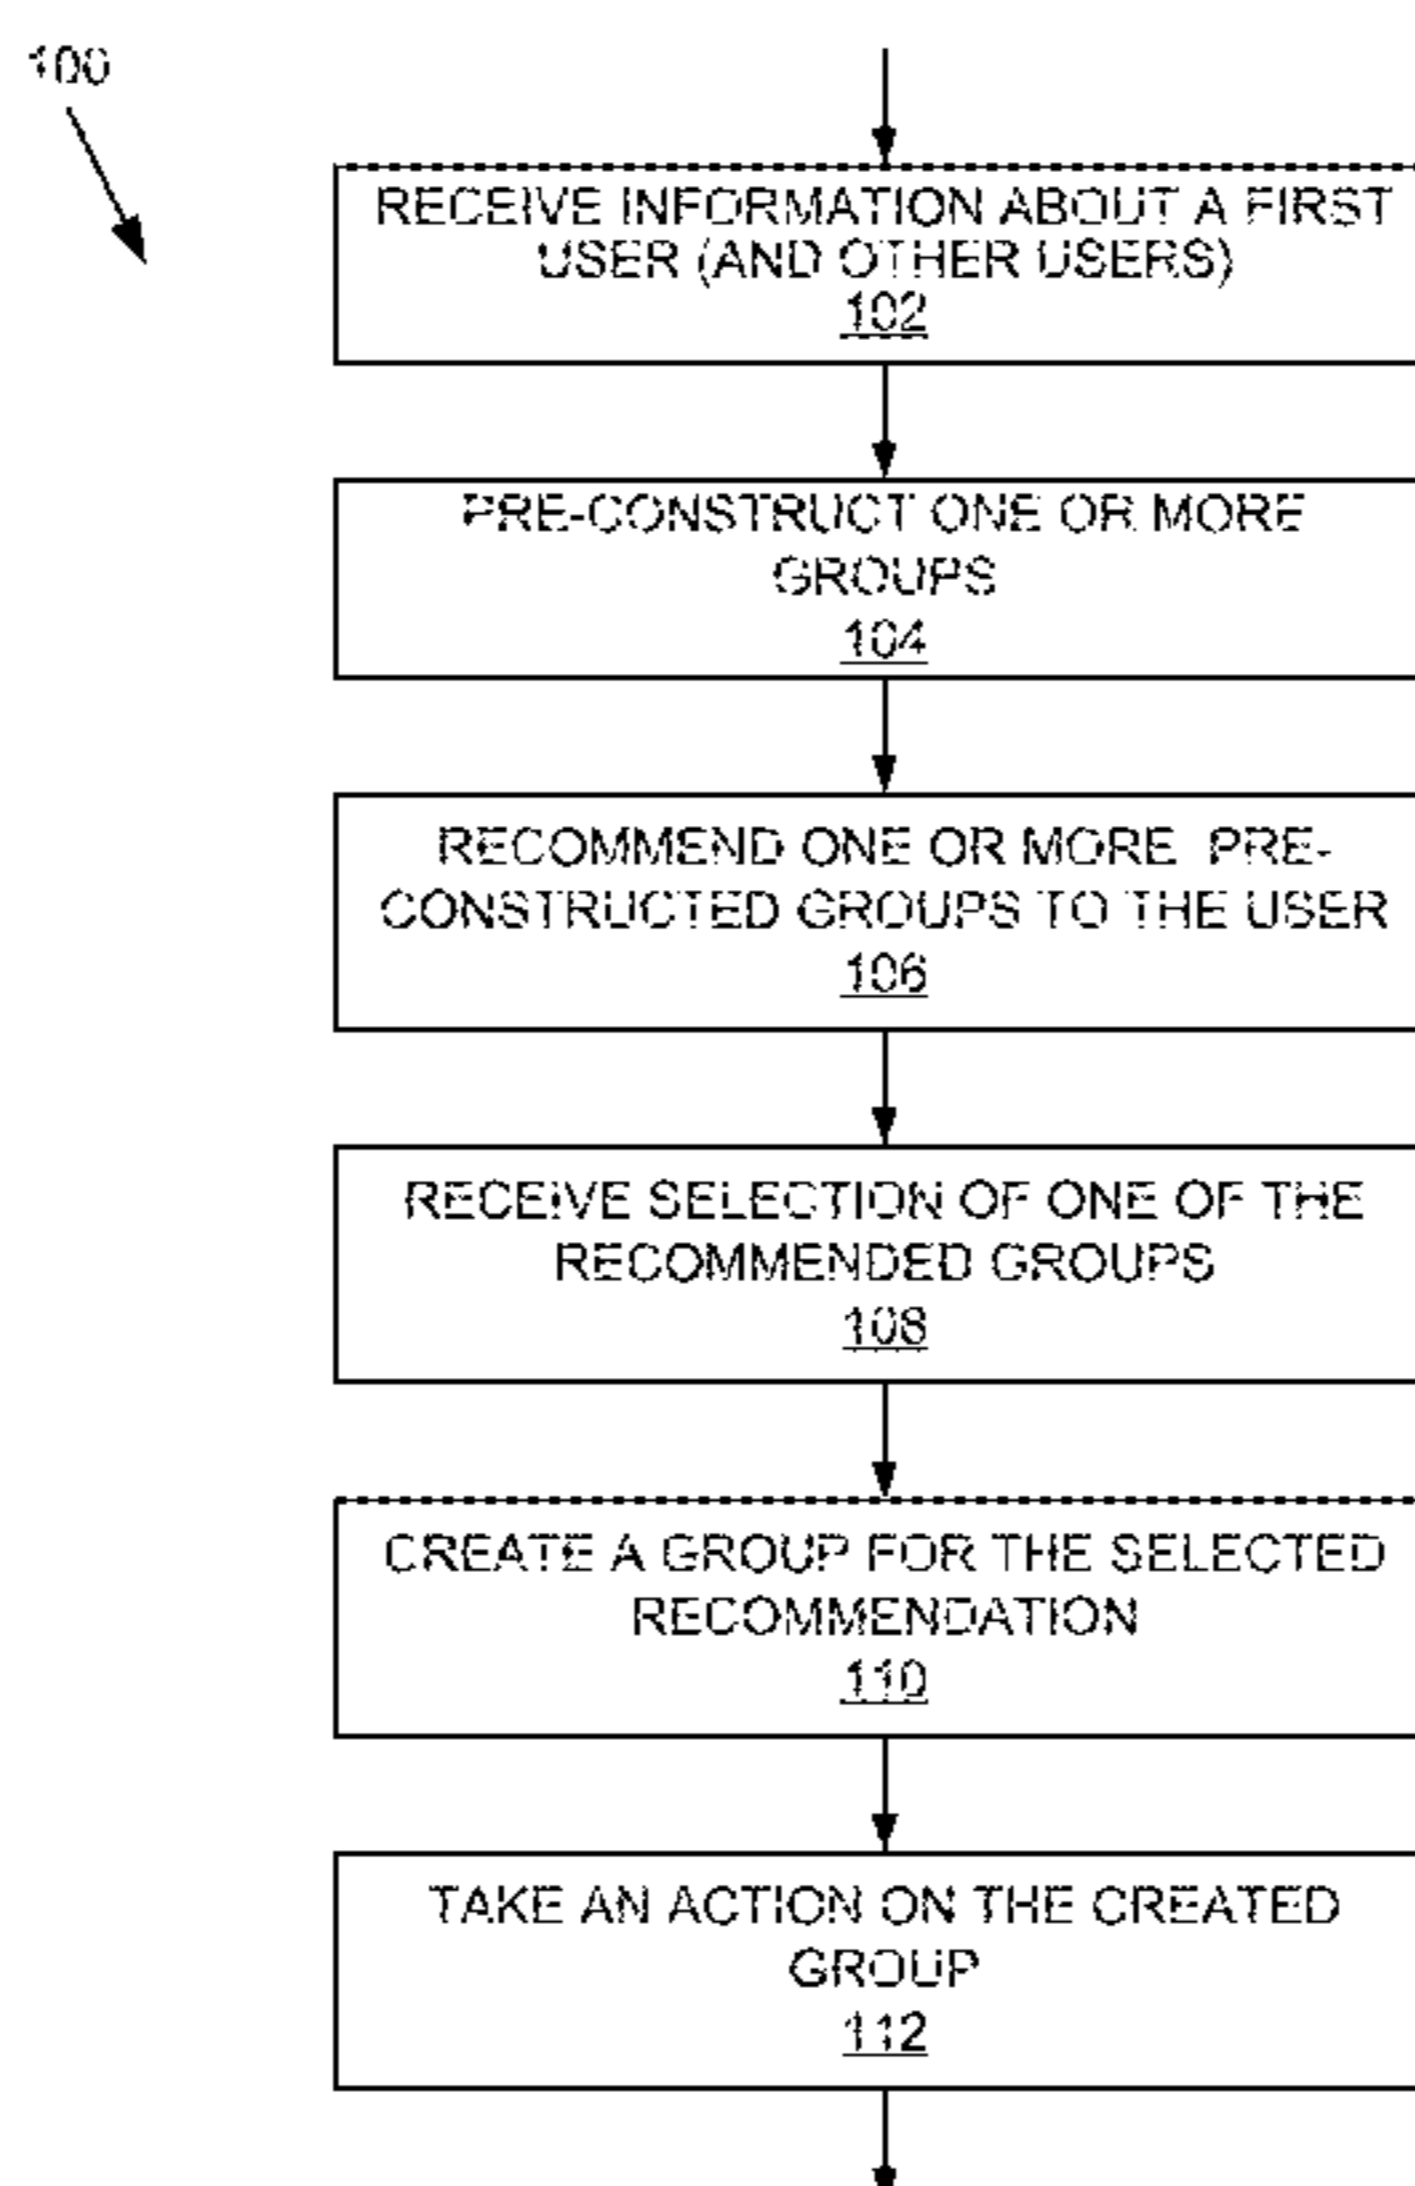 100
RECEIVE INFORMATION ABOUT A FIRST
USER (AND OTHER USERS)
102
PRE-CONSTRUCT ONE OR MORE
GROUPS
104
RECOMMEND ONE OR MORE PRE-
CONSTRUCTED GROUPS TO THE USER
106
RECEIVE SELECTION OF ONE OF THE
RECOMMENDED GROUPS
108
CREATE A GROUP FOR THE SELECTED
RECOMMENDATION
110
TAKE AN ACTION ON THE CREATED
GROUP
112